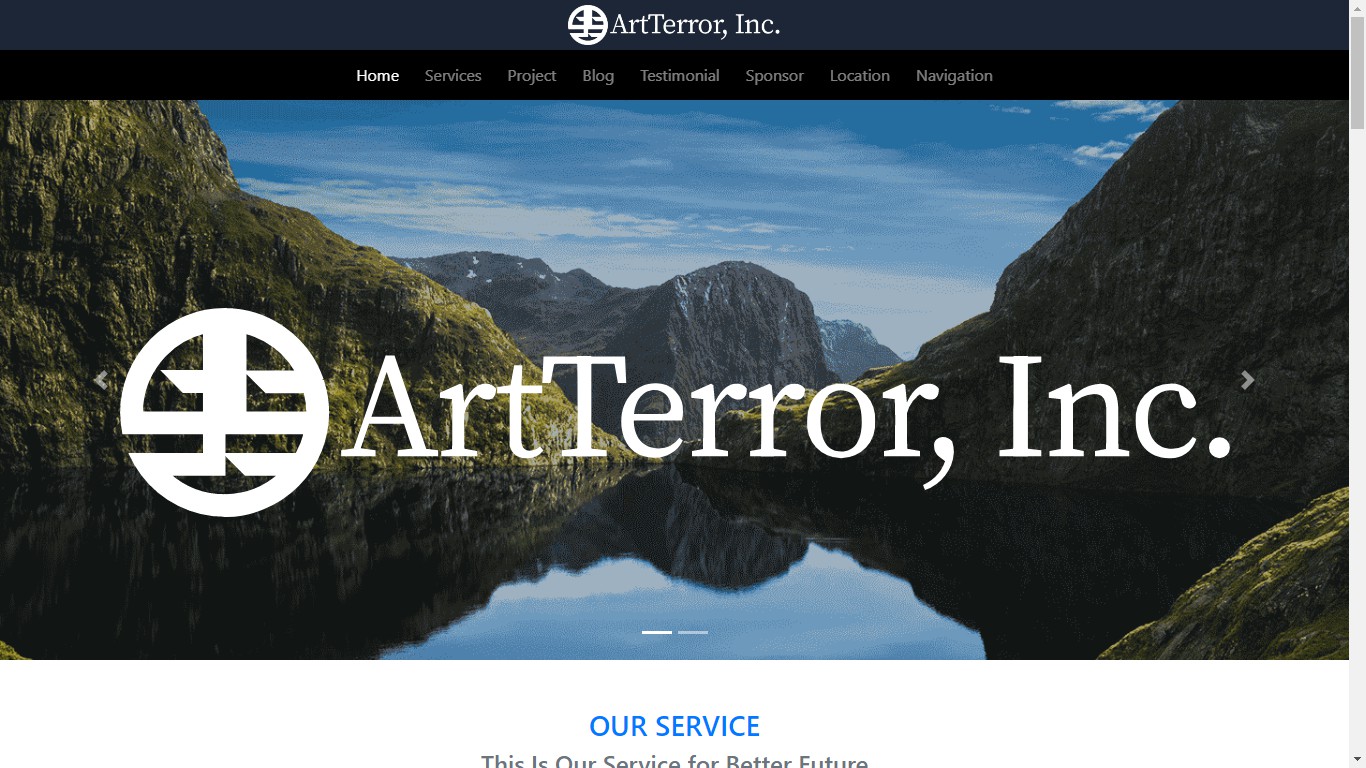 ArtTerror, Inc.
Home Services Project Blog Testimonial Sponsor Location Navigation
ArtTerror, Inc.
OUR SERVICE
This Is Our Service for Better Future